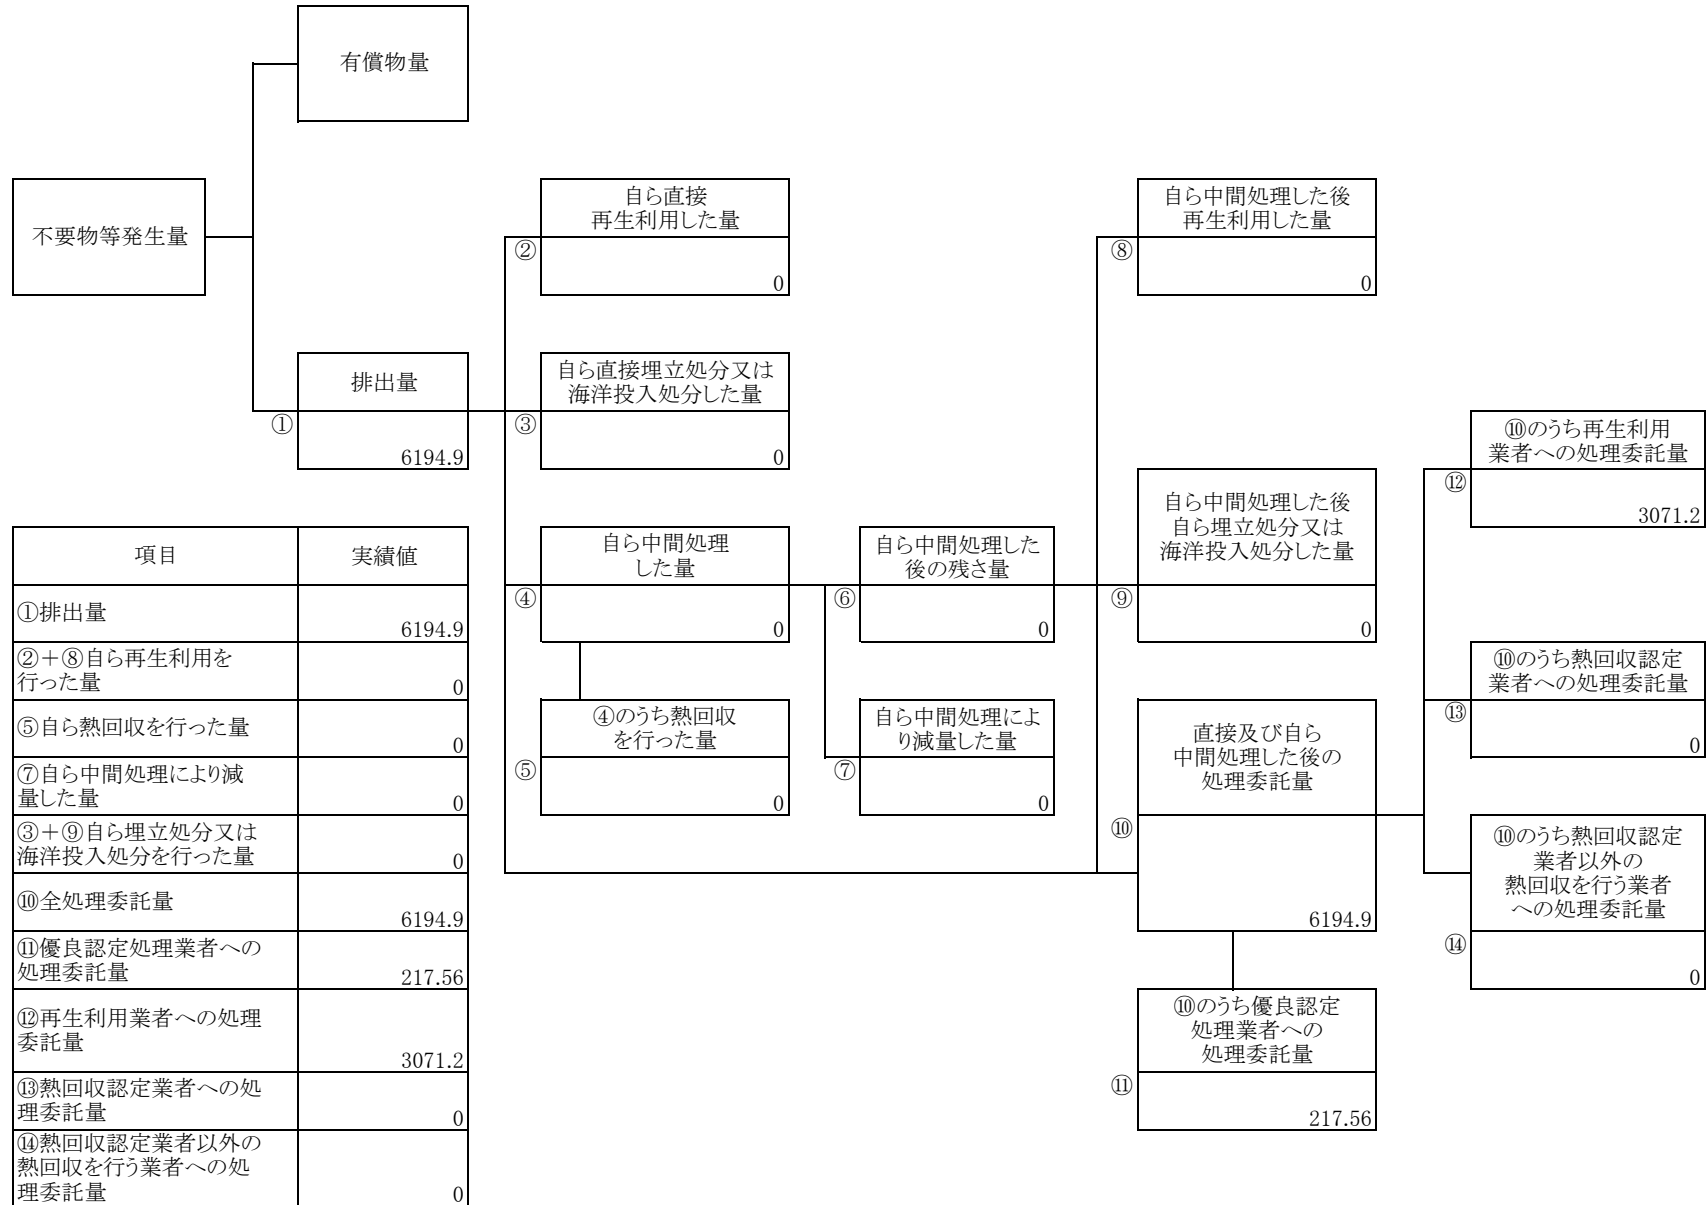 有償物量
不要物等発生量
自ら直接
再生利用した量
②
0
自ら中間処理した後
再生利用した量
⑧
0
排出量
①
6194.9
自ら直接埋立処分又は
海洋投入処分した量
③
0
⑩のうち再生利用
業者への処理委託量
⑫
3071.2
自ら中間処理
した量
④
0
自ら中間処理した
後の残さ量
⑥
0
自ら中間処理した後
自ら埋立処分又は
海洋投入処分した量
⑨
0
⑩のうち熱回収認定
業者への処理委託量
⑬
0
④のうち熱回収
を行った量
⑤
0
自ら中間処理によ
り減量した量
⑦
0
直接及び自ら
中間処理した後の
処理委託量
⑩
6194.9
⑩のうち熱回収認定
業者以外の
熱回収を行う業者
への処理委託量
⑭
0
⑩のうち優良認定
処理業者への
処理委託量
⑪
217.56
項目 実績値
①排出量
6194.9
②+⑧自ら再生利用を
行った量
0
⑤自ら熱回収を行った量
0
⑦自ら中間処理により減
量した量
0
③+⑨自ら埋立処分又は
海洋投入処分を行った量
0
⑩全処理委託量
6194.9
⑪優良認定処理業者への
処理委託量
217.56
⑫再生利用業者への処理
委託量
3071.2
⑬熱回収認定業者への処
理委託量
0
⑭熱回収認定業者以外の
熱回収を行う業者への処
理委託量
0